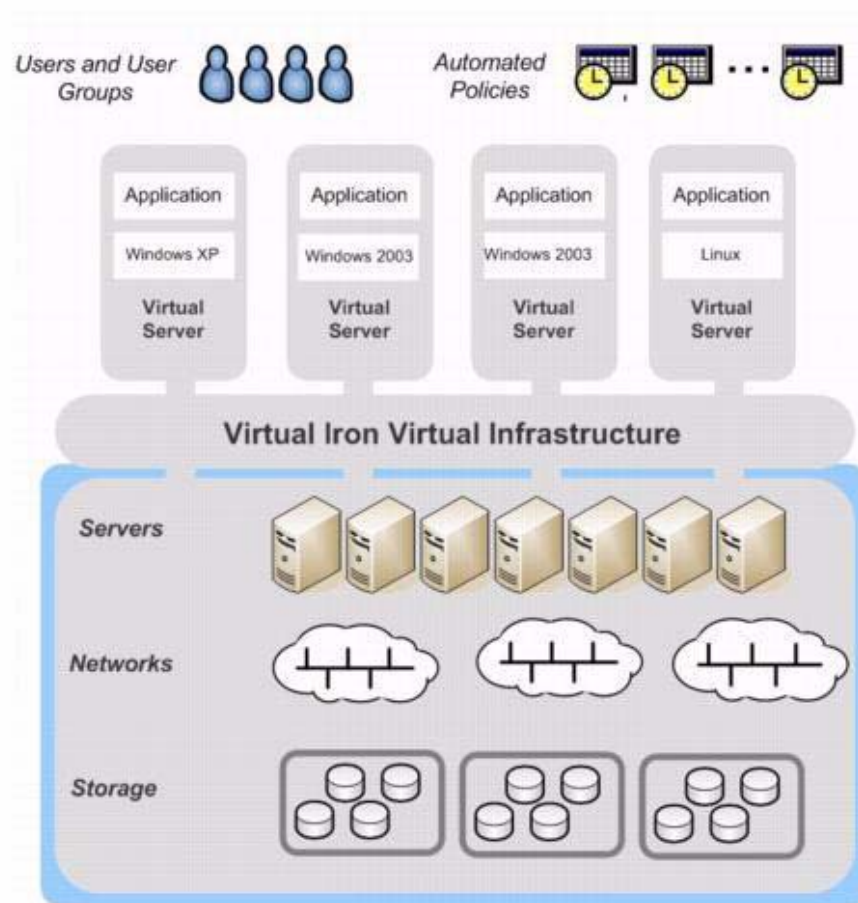 Users and User
Groups
Automated
Policies
Application
Application
Application
Application
Windows XP
Windows 2003
Windows 2003
Linux
Virtual
Server
Virtual
Server
Virtual
Server
Virtual
Server
Virtual Iron Virtual Infrastructure
Servers
Networks
Storage